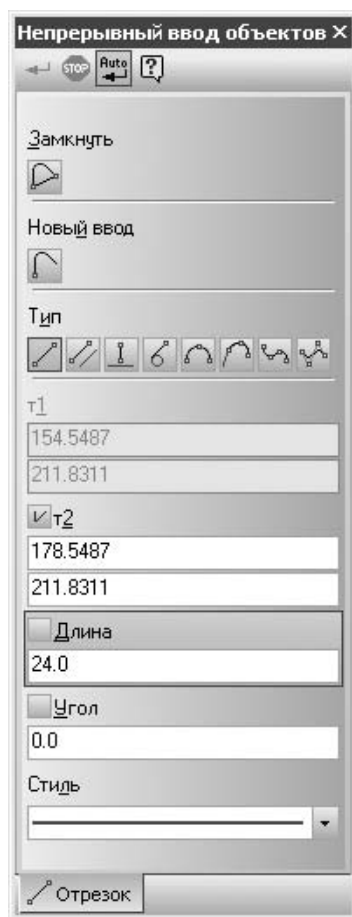 Непрерывный ввод объектов
STOP Auto ?
Замкнуть
Новый ввод
Тип
т1
154.5487
211.8311
т2
178.5487
211.8311
Длина
24.0
Угол
0.0
Стиль
Отрезок